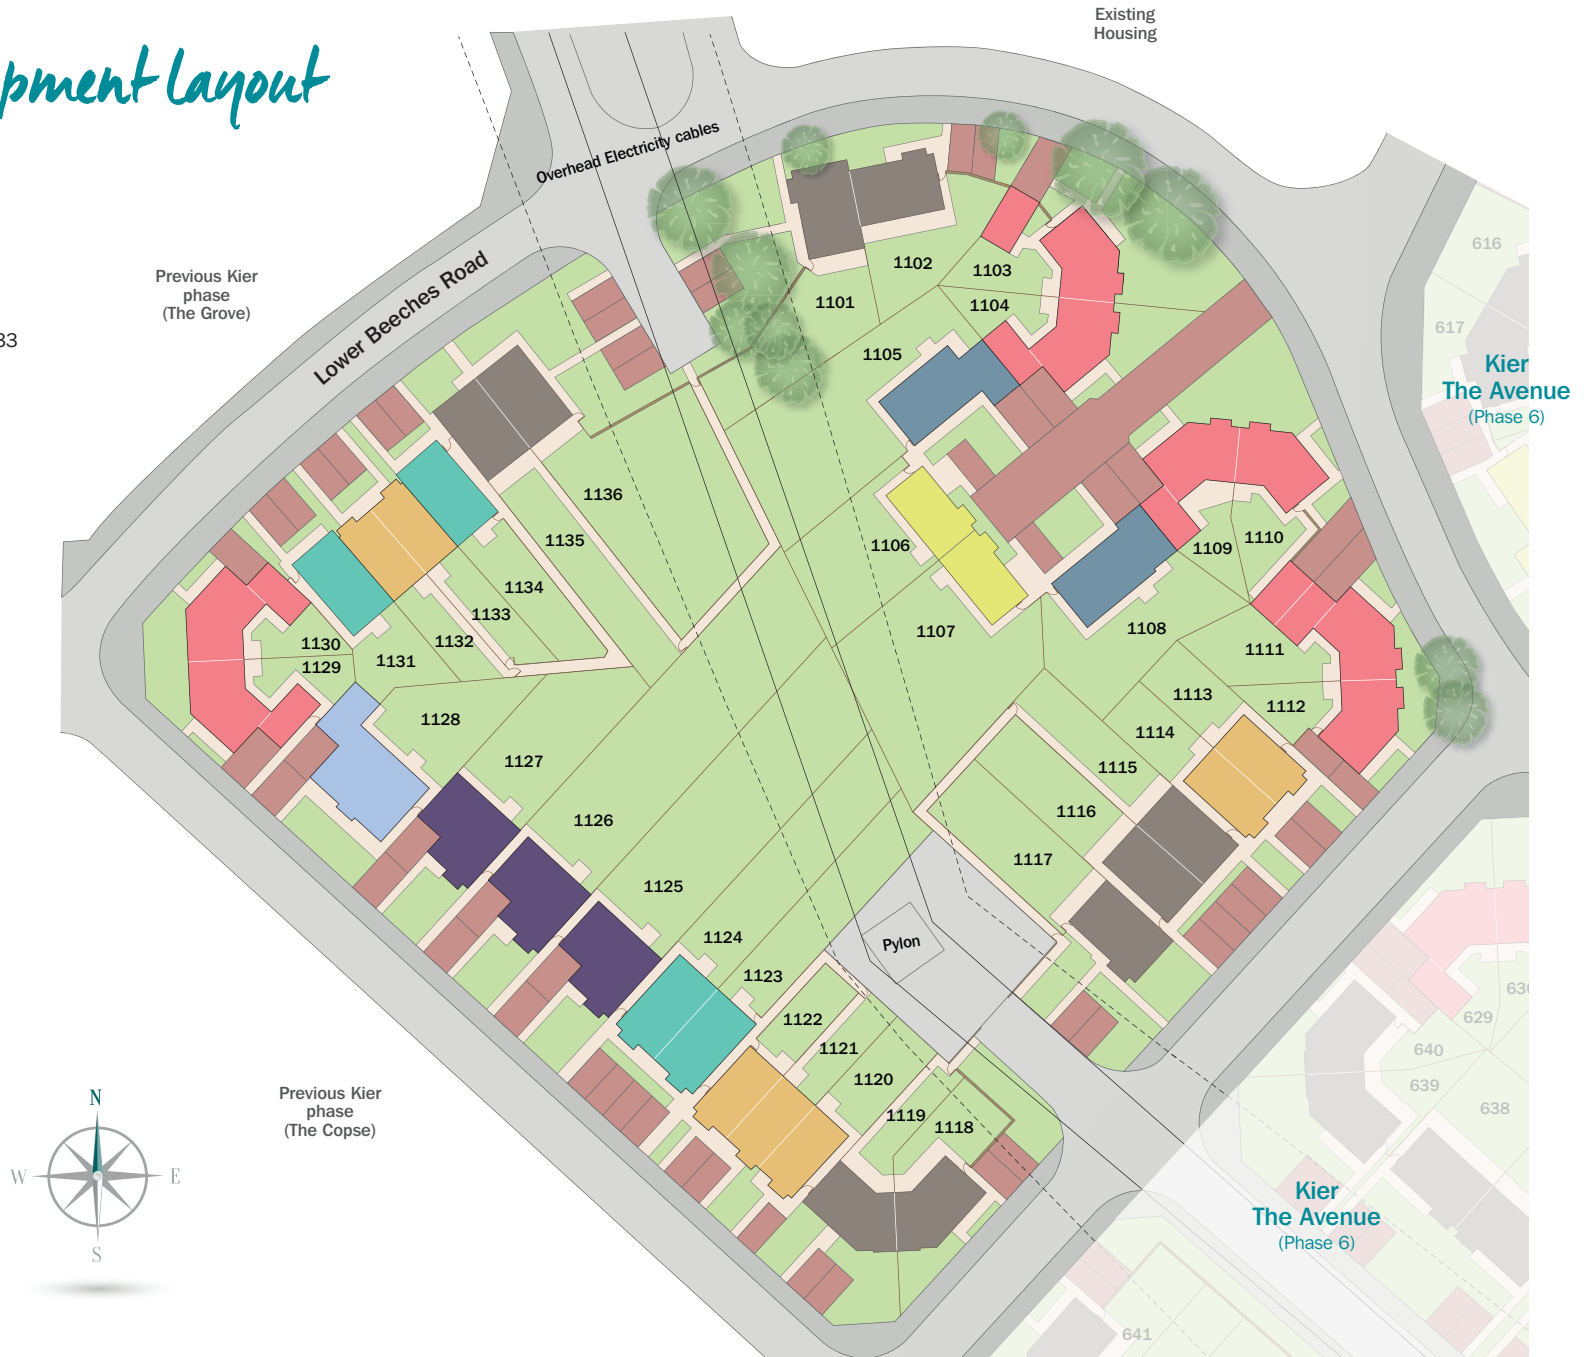 Existing
Housing
pment layout
Overhead Electricity cables
Lower Beeches Road
Previous Kier
phase
(The Grove)
33
616
617
Kier
The Avenue
(Phase 6)
1101
1102
1103
1104
1105
1106
1107
1108
1109
1110
1111
1112
1113
1114
1115
1116
1117
1118
1119
1120
1121
1122
1123
1124
1125
1126
1127
1128
1129
1130
1131
1132
1133
1134
1135
1136
Pylon
629
640
639
638
641
Kier
The Avenue
(Phase 6)
Previous Kier
phase
(The Copse)
N
W
E
S